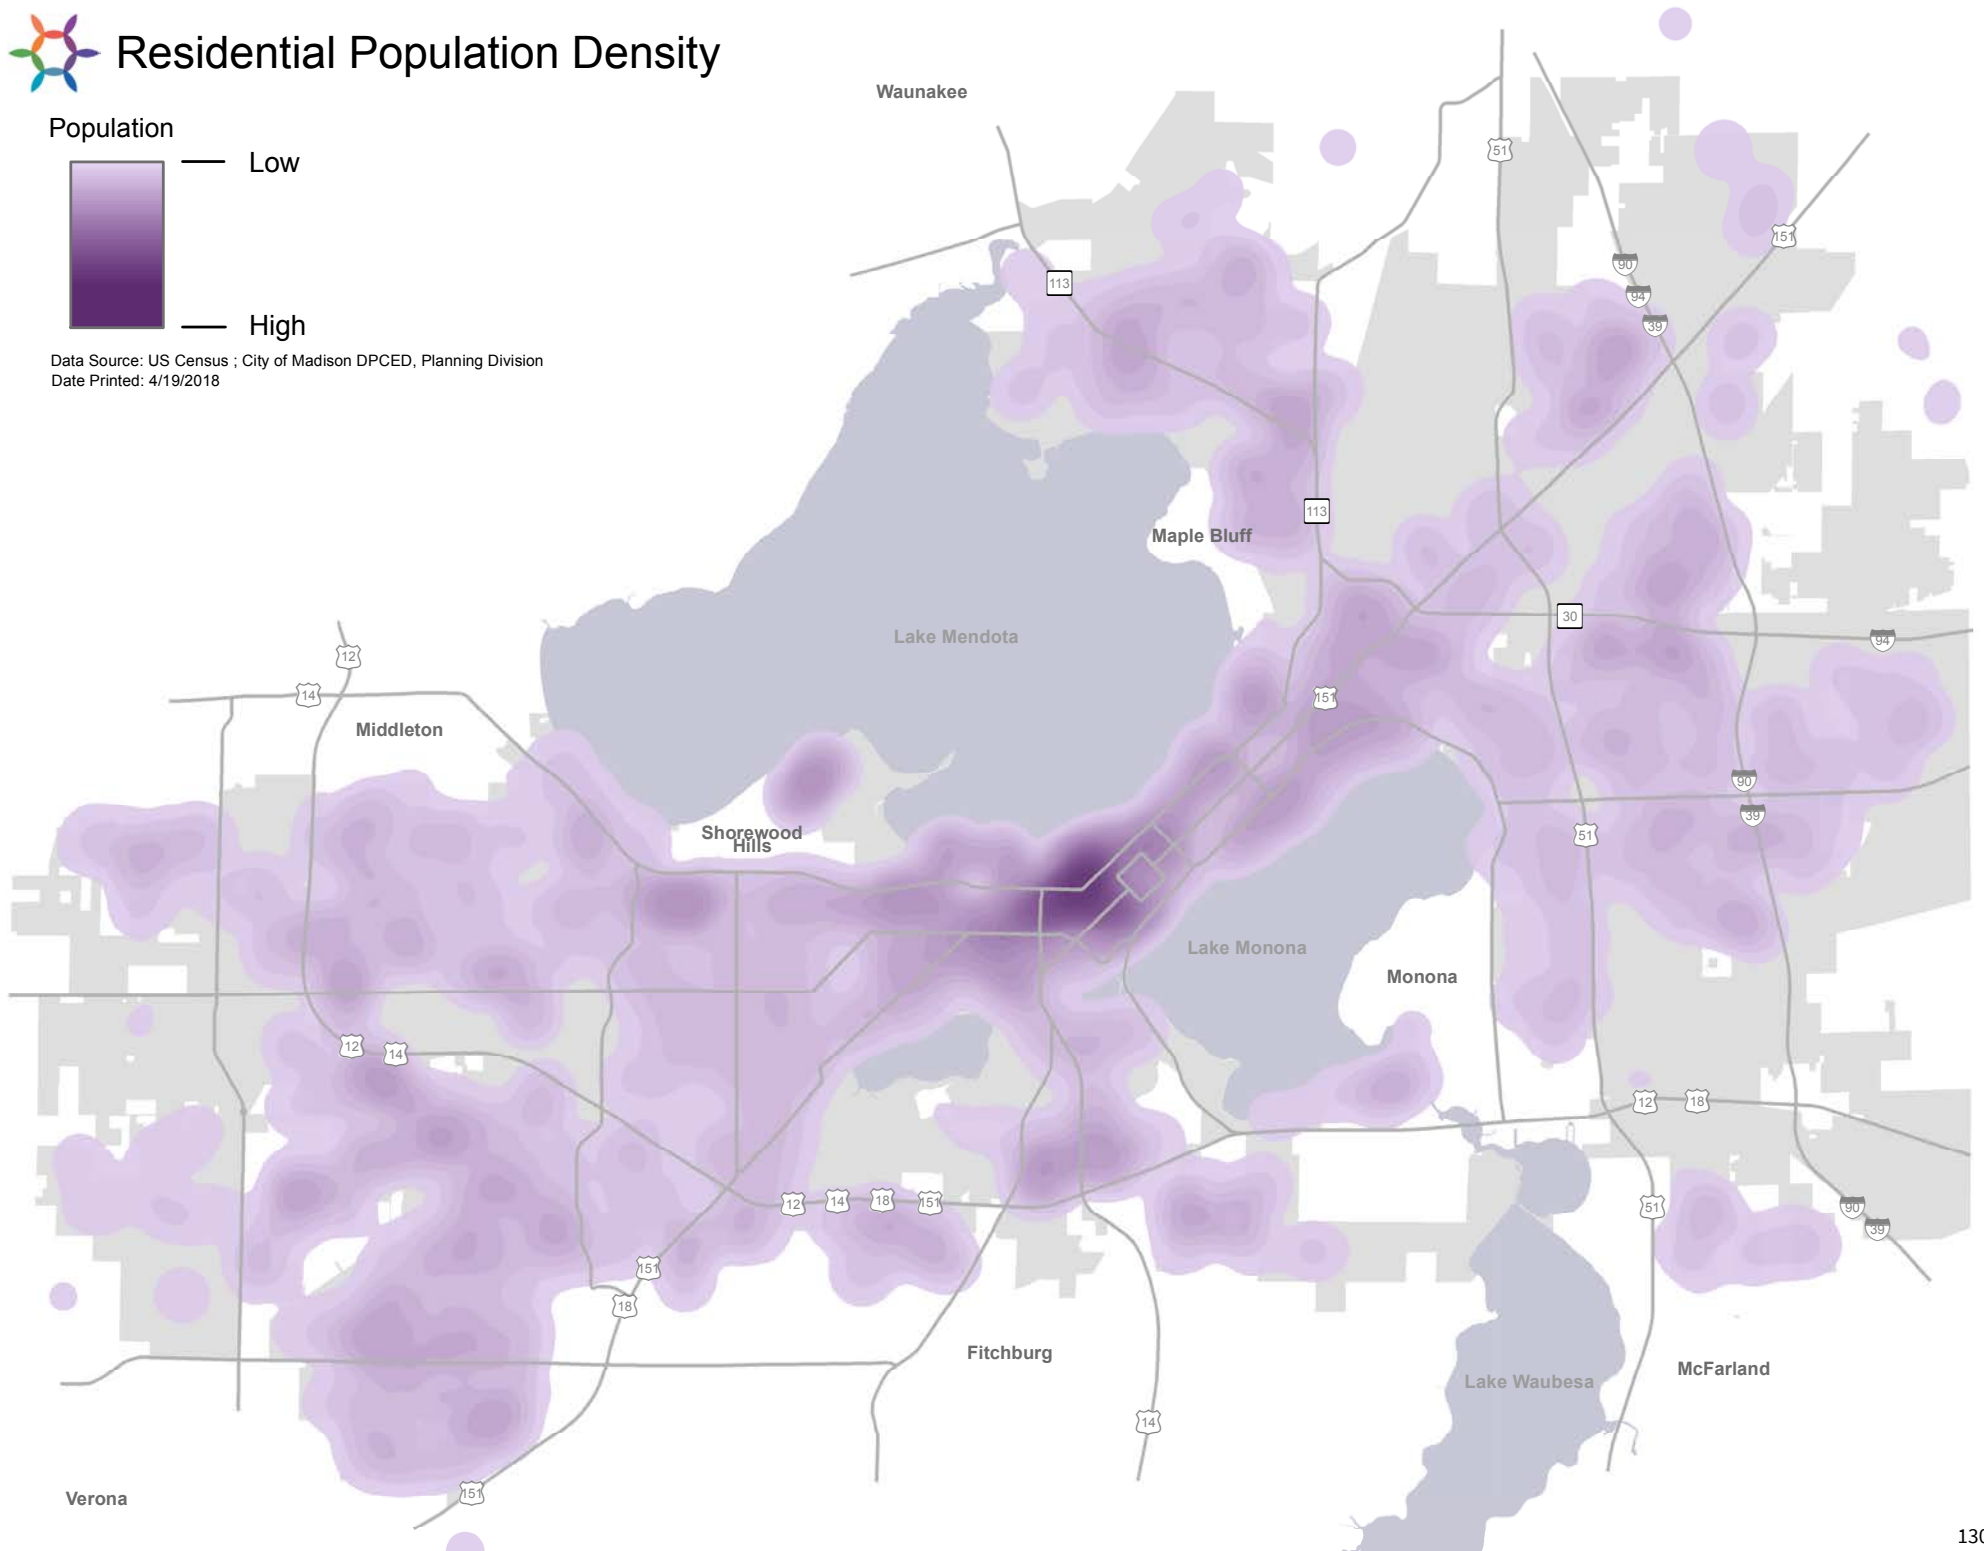 Residential Population Density
Population
Low
High
Data Source: US Census ; City of Madison DPCED, Planning Division
Date Printed: 4/19/2018
Waunakee
51
151
90
94
39
113
113
Maple Bluff
30
94
Lake Mendota
12
14
Middleton
151
90
39
51
Shorewood
Hills
Lake Monona
Monona
12
14
12
18
12
14
18
151
51
90
39
151
18
Fitchburg
McFarland
Lake Waubesa
14
Verona
151
130